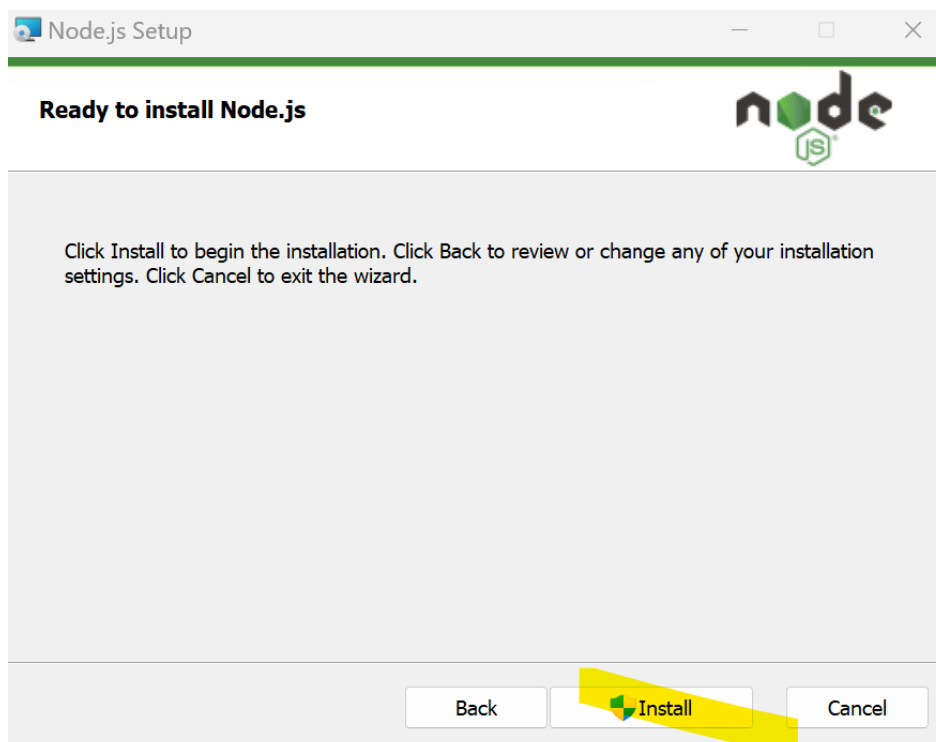 Node.js Setup
Ready to install Node.js
node
JS
Click Install to begin the installation. Click Back to review or change any of your installation
settings. Click Cancel to exit the wizard.
Back
Install
Cancel